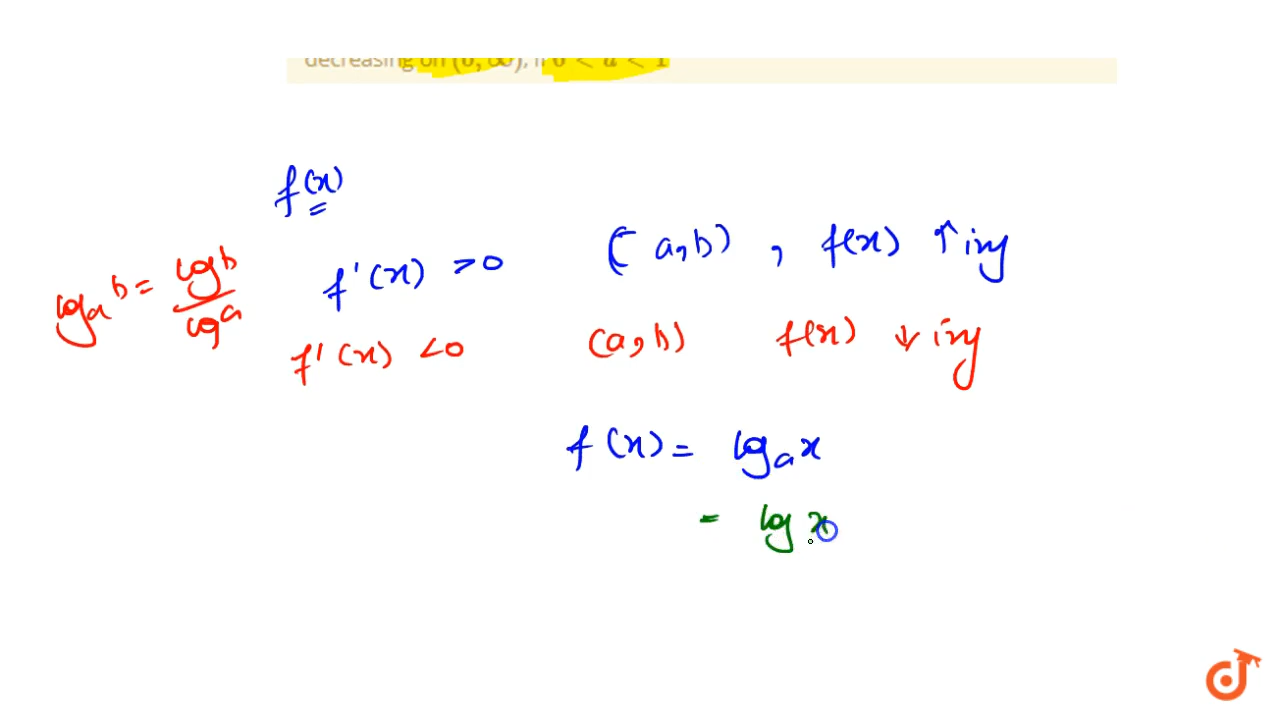 decreasing on (0, ∞), if 0 < a < 1
f(x)
(a,b) , f(x) ↑ ing
f'(x) >0
log_a b = log b / log a
f'(x) <0 (a,b) f(x) ↓ ing
f(x) = log_a x
= log x